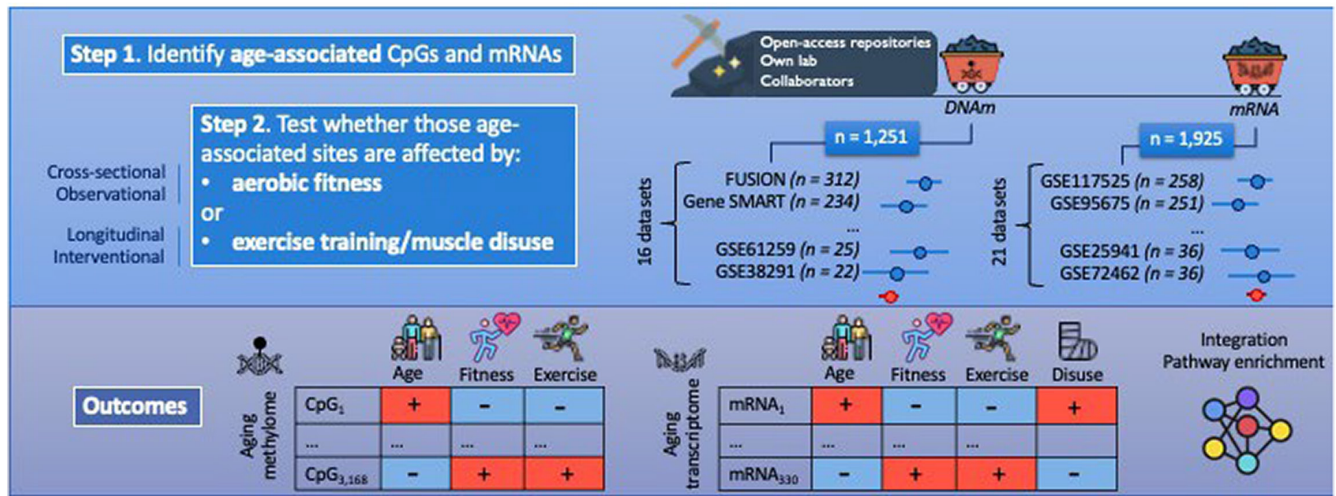 Step 1. Identify age-associated CpGs and mRNAs
Open-access repositories
Own lab
Collaborators
DNAm
mRNA
Step 2. Test whether those age-
associated sites are affected by:
• aerobic fitness
or
• exercise training/muscle disuse
Cross-sectional
Observational
Longitudinal
Interventional
n = 1,251
16 datasets
FUSION (n = 312)
Gene SMART (n = 234)
...
GSE61259 (n = 25)
GSE38291 (n = 22)
n = 1,925
21 datasets
GSE117525 (n = 258)
GSE95675 (n = 251)
...
GSE25941 (n = 36)
GSE72462 (n = 36)
Outcomes
Aging
methylome
Age Fitness Exercise
CpG1 + - -
... ... ...
CpG3,168 - + +
Aging
transcriptome
Age Fitness Exercise Disuse
mRNA1 + - - +
... ... ...
mRNA330 - + + -
Integration
Pathway enrichment